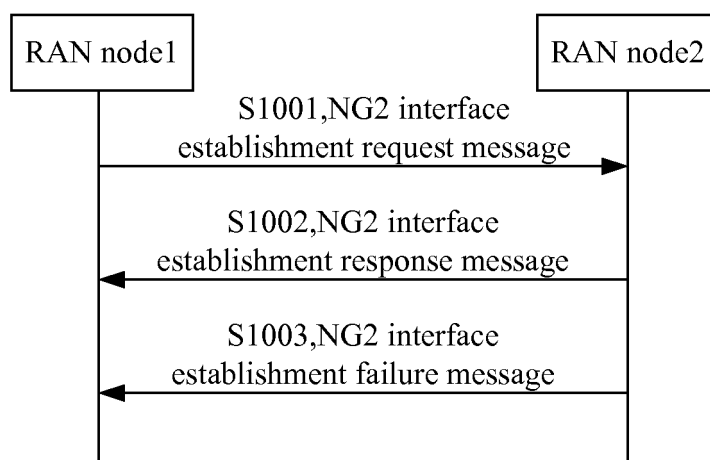 RAN node1
RAN node2
S1001,NG2 interface
establishment request message
S1002,NG2 interface
establishment response message
S1003,NG2 interface
establishment failure message